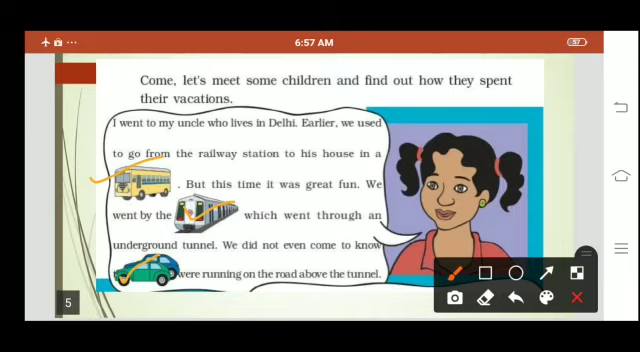 6:57 AM
57
Come, let's meet some children and find out how they spent
their vacations.
I went to my uncle who lives in Delhi. Earlier, we used
to go from the railway station to his house in a
. But this time it was great fun. We
went by the which went through an
underground tunnel. We did not even come to know
were running on the road above the tunnel.
5